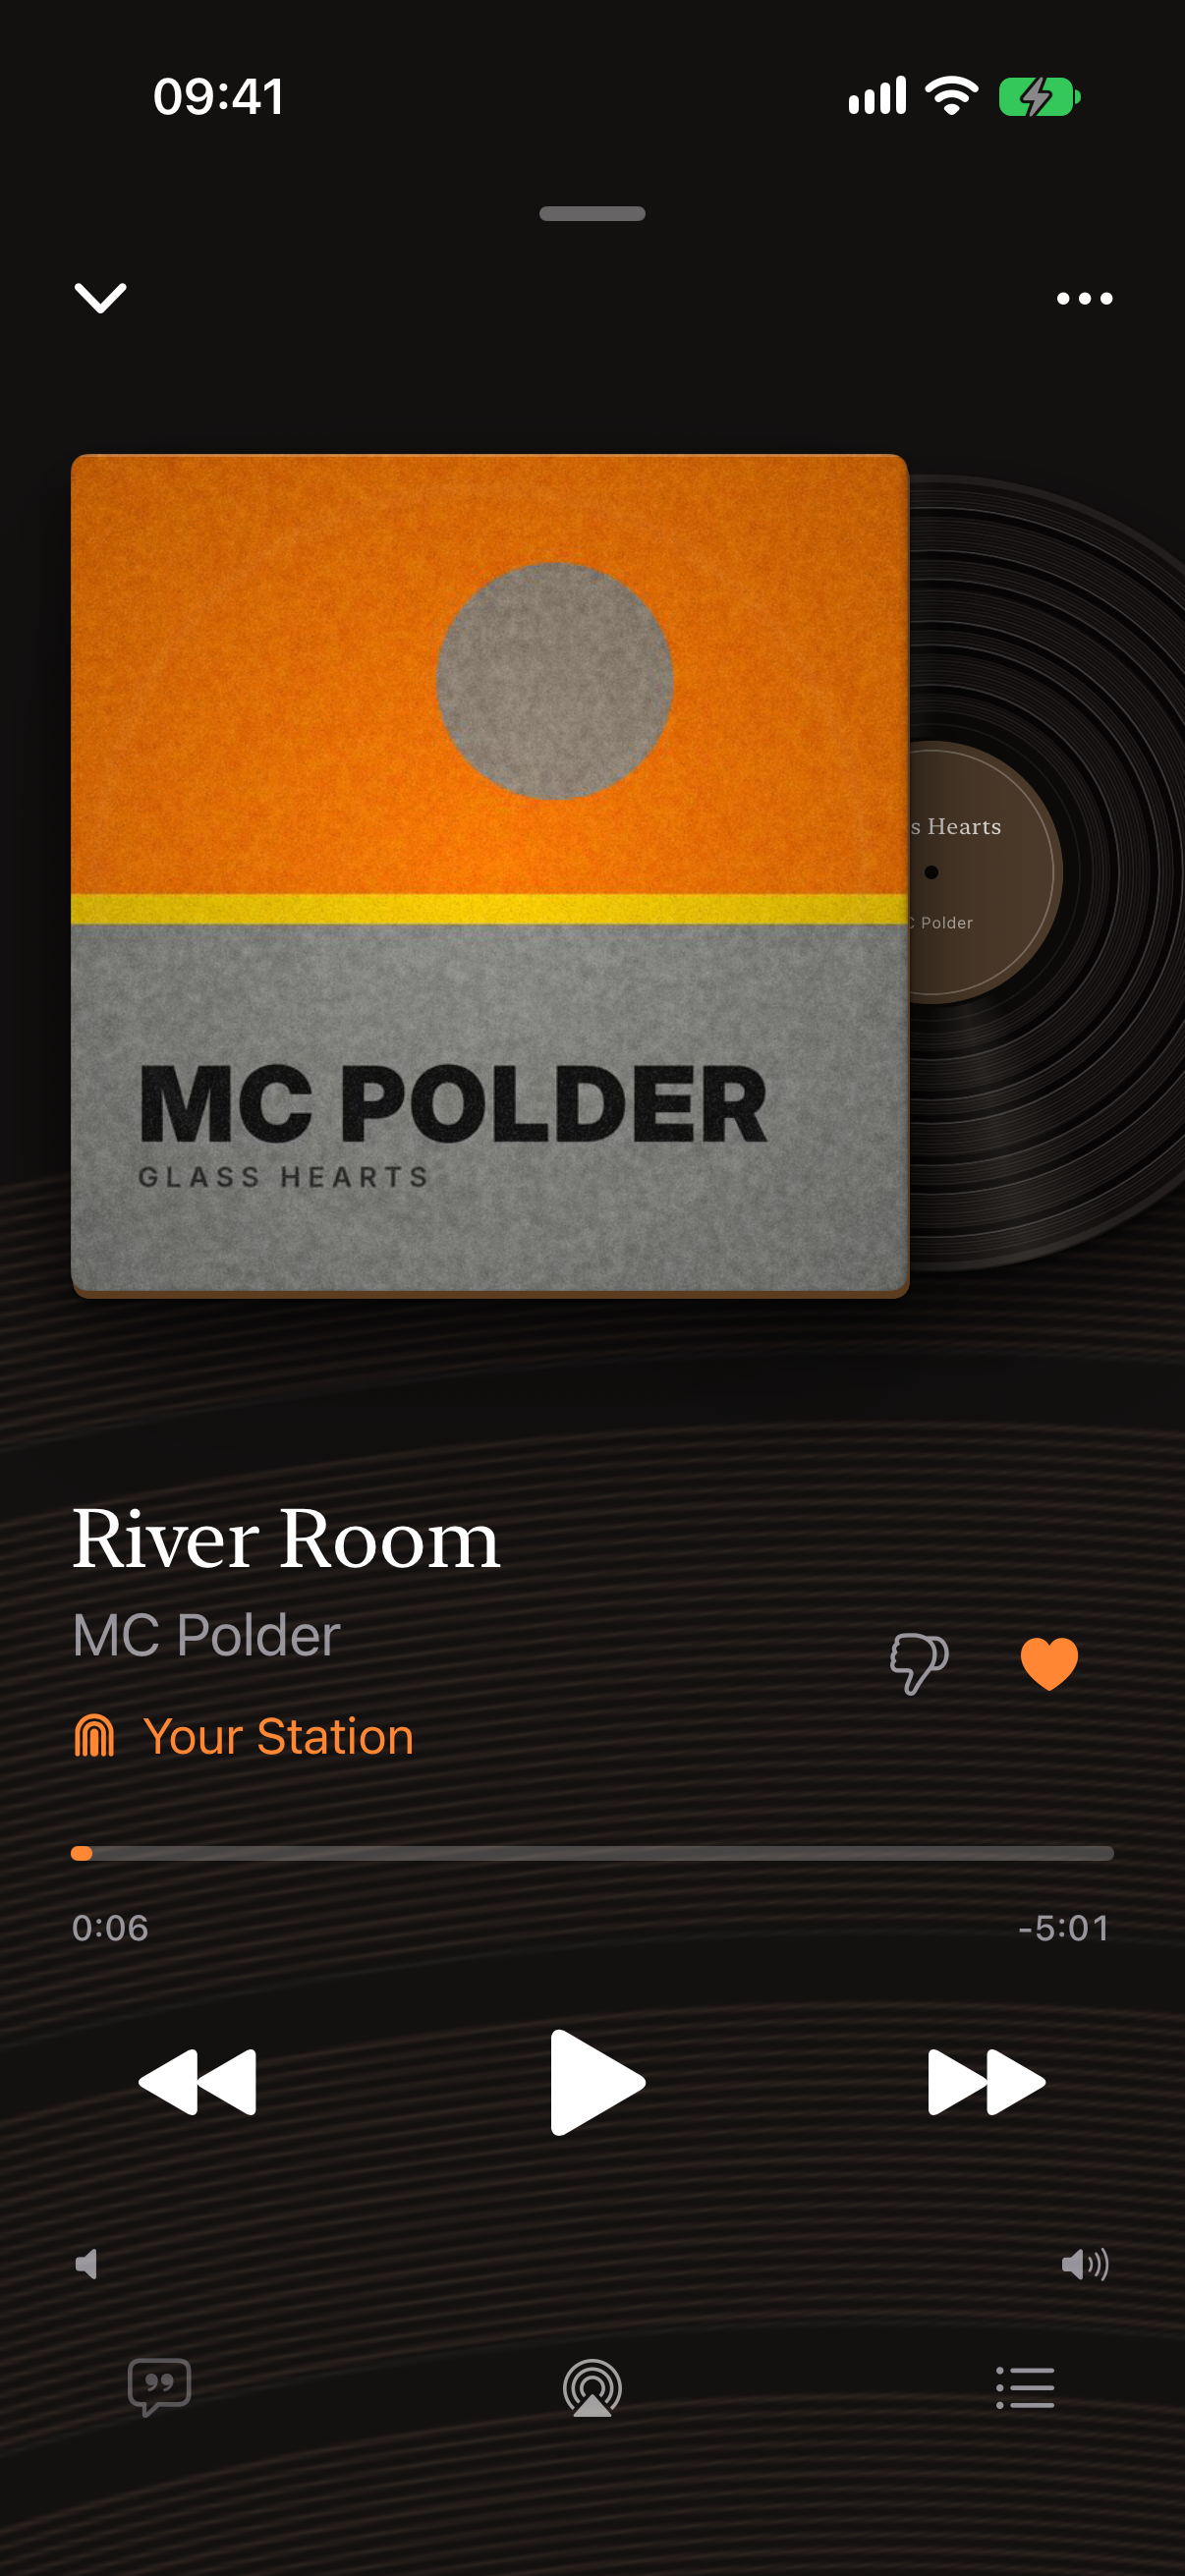 09:41
MC POLDER
GLASS HEARTS
s Hearts
C Polder
River Room
MC Polder
Your Station
0:06
-5:01